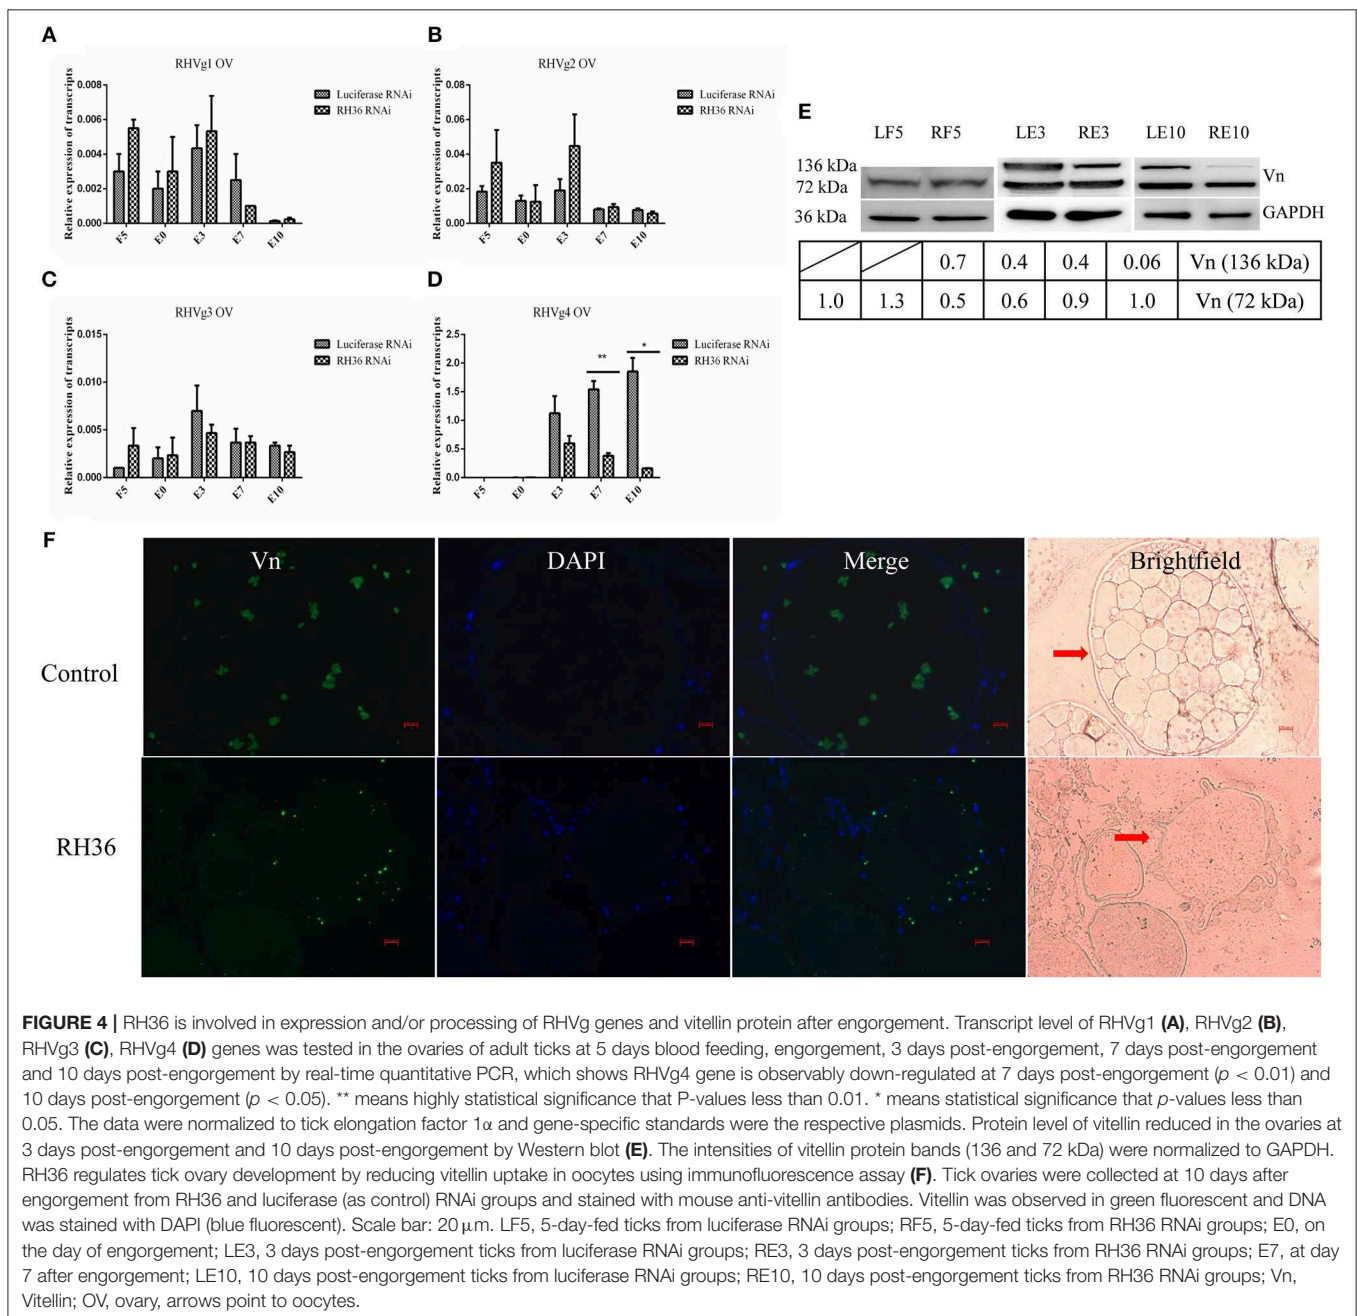 A
RHVg1 OV
Relative expression of transcripts
0.008
0.006
0.004
0.002
0.000
F5 E0 E3 E7 E10
Luciferase RNAi
RH36 RNAi
B
RHVg2 OV
Relative expression of transcripts
0.08
0.06
0.04
0.02
0.00
F5 E0 E3 E7 E10
Luciferase RNAi
RH36 RNAi
C
RHVg3 OV
Relative expression of transcripts
0.015
0.010
0.005
0.000
F5 E0 E3 E7 E10
Luciferase RNAi
RH36 RNAi
D
RHVg4 OV
Relative expression of transcripts
2.5
2.0
1.5
1.0
0.5
0.0
** *
F5 E0 E3 E7 E10
Luciferase RNAi
RH36 RNAi
E
LF5 RF5 LE3 RE3 LE10 RE10
136 kDa
72 kDa
Vn
36 kDa
GAPDH
0.7 0.4 0.4 0.06 Vn (136 kDa)
1.0 1.3 0.5 0.6 0.9 1.0 Vn (72 kDa)
F
Vn DAPI Merge Brightfield
Control
RH36
FIGURE 4 | RH36 is involved in expression and/or processing of RHVg genes and vitellin protein after engorgement. Transcript level of RHVg1 (A), RHVg2 (B),
RHVg3 (C), RHVg4 (D) genes was tested in the ovaries of adult ticks at 5 days blood feeding, engorgement, 3 days post-engorgement, 7 days post-engorgement
and 10 days post-engorgement by real-time quantitative PCR, which shows RHVg4 gene is observably down-regulated at 7 days post-engorgement (p < 0.01) and
10 days post-engorgement (p < 0.05). ** means highly statistical significance that P-values less than 0.01. * means statistical significance that p-values less than
0.05. The data were normalized to tick elongation factor 1α and gene-specific standards were the respective plasmids. Protein level of vitellin reduced in the ovaries at
3 days post-engorgement and 10 days post-engorgement by Western blot (E). The intensities of vitellin protein bands (136 and 72 kDa) were normalized to GAPDH.
RH36 regulates tick ovary development by reducing vitellin uptake in oocytes using immunofluorescence assay (F). Tick ovaries were collected at 10 days after
engorgement from RH36 and luciferase (as control) RNAi groups and stained with mouse anti-vitellin antibodies. Vitellin was observed in green fluorescent and DNA
was stained with DAPI (blue fluorescent). Scale bar: 20 μm. LF5, 5-day-fed ticks from luciferase RNAi groups; RF5, 5-day-fed ticks from RH36 RNAi groups; E0, on
the day of engorgement; LE3, 3 days post-engorgement ticks from luciferase RNAi groups; RE3, 3 days post-engorgement ticks from RH36 RNAi groups; E7, at day
7 after engorgement; LE10, 10 days post-engorgement ticks from luciferase RNAi groups; RE10, 10 days post-engorgement ticks from RH36 RNAi groups; Vn,
Vitellin; OV, ovary, arrows point to oocytes.